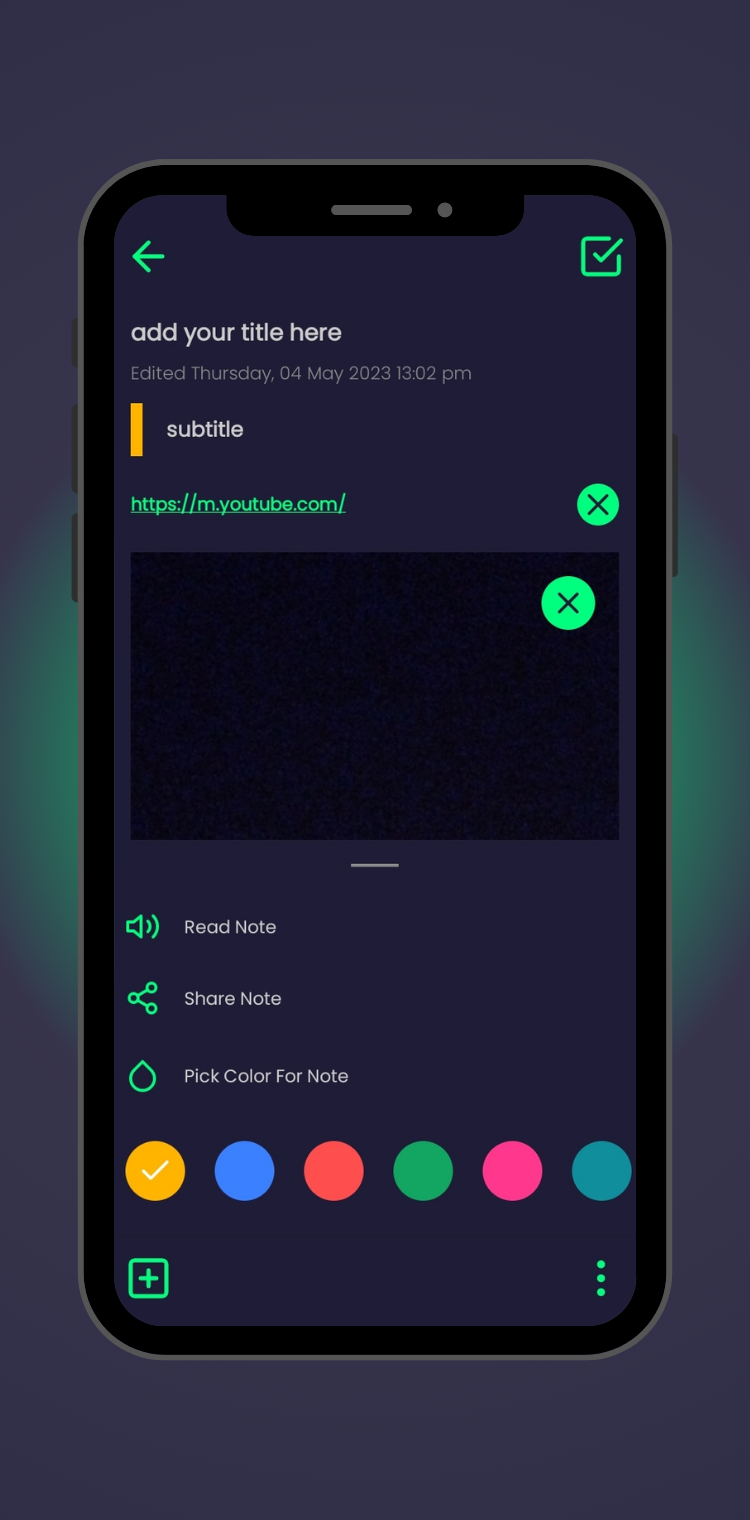 add your title here
Edited Thursday, 04 May 2023 13:02 pm
subtitle
https://m.youtube.com/
Read Note
Share Note
Pick Color For Note